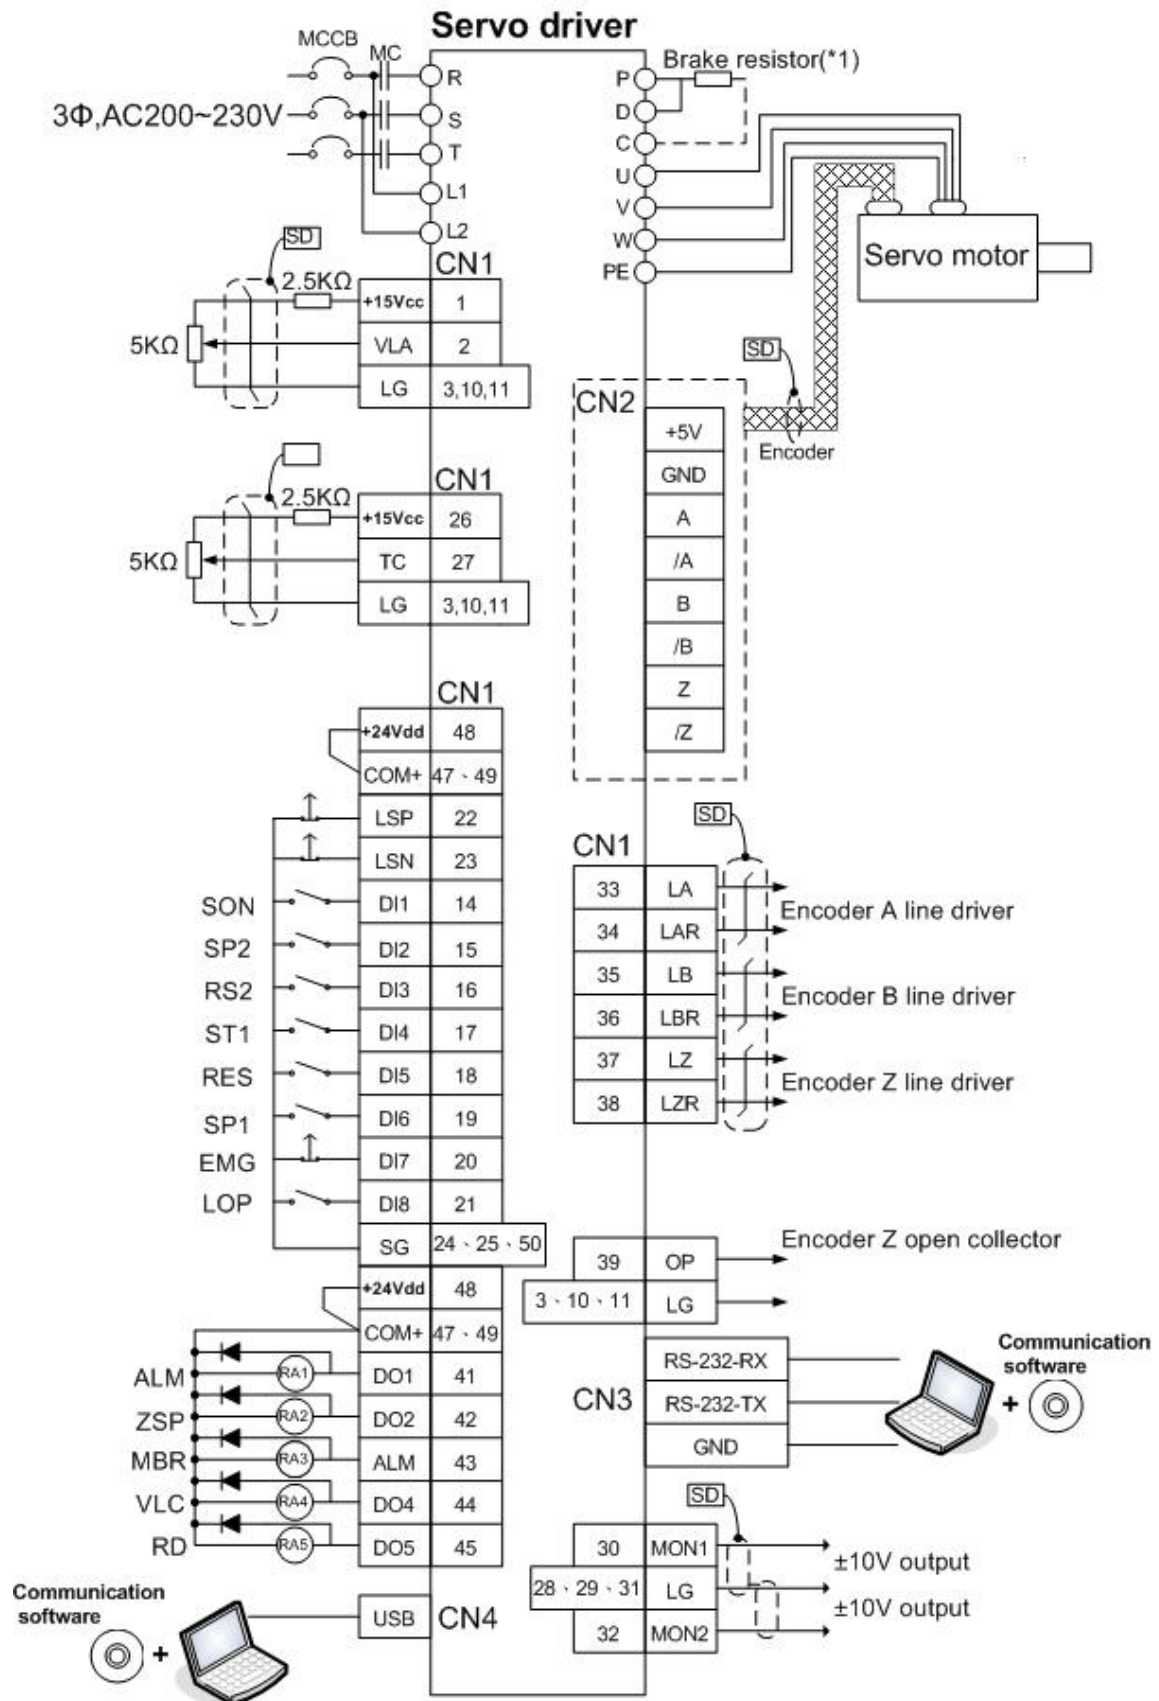 Servo driver
MCCB
MC
3Φ,AC200~230V
R
S
T
L1
L2
P
D
C
U
V
W
PE
Brake resistor(*1)
Servo motor
SD
CN1
2.5KΩ
5KΩ
+15Vcc 1
VLA 2
LG 3,10,11
CN1
2.5KΩ
5KΩ
+15Vcc 26
TC 27
LG 3,10,11
SD
Encoder
CN2
+5V
GND
A
/A
B
/B
Z
/Z
CN1
+24Vdd 48
COM+ 47、49
LSP 22
LSN 23
SON DI1 14
SP2 DI2 15
RS2 DI3 16
ST1 DI4 17
RES DI5 18
SP1 DI6 19
EMG DI7 20
LOP DI8 21
SG 24、25、50
+24Vdd 48
COM+ 47、49
ALM RA1 DO1 41
ZSP RA2 DO2 42
MBR RA3 ALM 43
VLC RA4 DO4 44
RD RA5 DO5 45
Communication
software
+
USB CN4
SD
CN1
33 LA
34 LAR
Encoder A line driver
35 LB
36 LBR
Encoder B line driver
37 LZ
38 LZR
Encoder Z line driver
39 OP
Encoder Z open collector
3、10、11 LG
CN3
RS-232-RX
RS-232-TX
GND
Communication
software
+
SD
30 MON1
±10V output
28、29、31 LG
±10V output
32 MON2